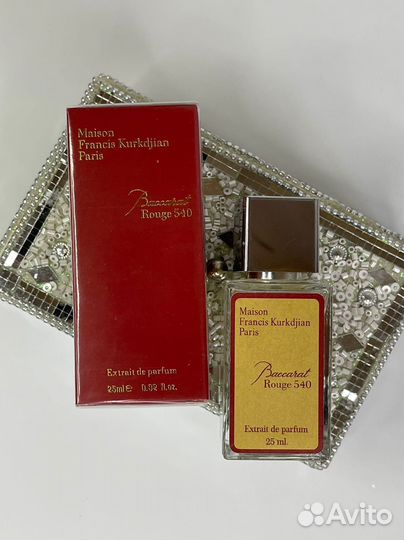 Maison
Francis Kurkdjian
Paris
Baccarat
Rouge 540
Extrait de parfum
25ml e 0.82 fl.oz.
Maison
Francis Kurkdjian
Paris
Baccarat
Rouge 540
Extrait de parfum
25 ml.
Avito